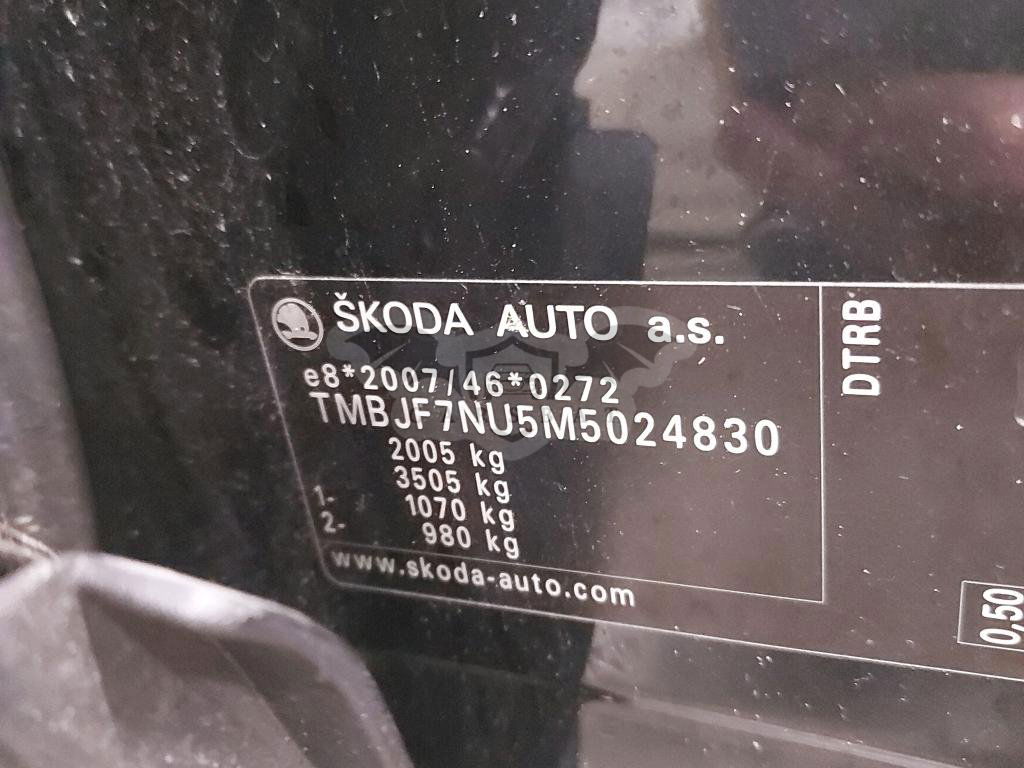 ŠKODA AUTO a.s.
e8*2007/46*0272
TMBJF7NU5M5024830
2005 kg
3505 kg
1- 1070 kg
2- 980 kg
www.skoda-auto.com
DTRB
0,50